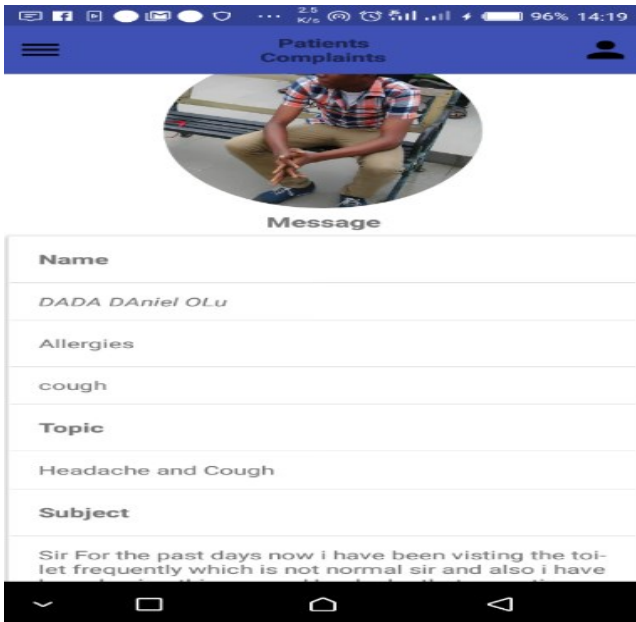 2.5
K/s
96% 14:19
Patients
Complaints
Message
Name
DADA DAniel OLu
Allergies
cough
Topic
Headache and Cough
Subject
Sir For the past days now i have been visting the toi-
let frequently which is not normal sir and also i have